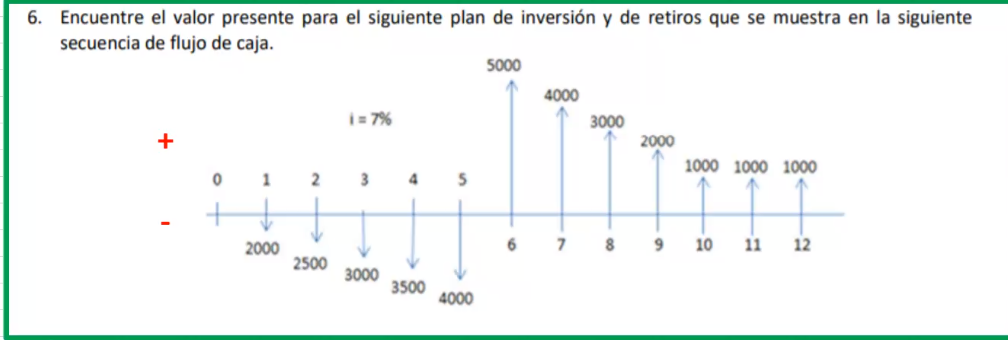 6. Encuentre el valor presente para el siguiente plan de inversión y de retiros que se muestra en la siguiente
secuencia de flujo de caja.
5000
4000
i = 7%
3000
+
2000
1000 1000 1000
0 1 2 3 4 5
-
2000
6 7 8 9 10 11 12
2500
3000
3500
4000